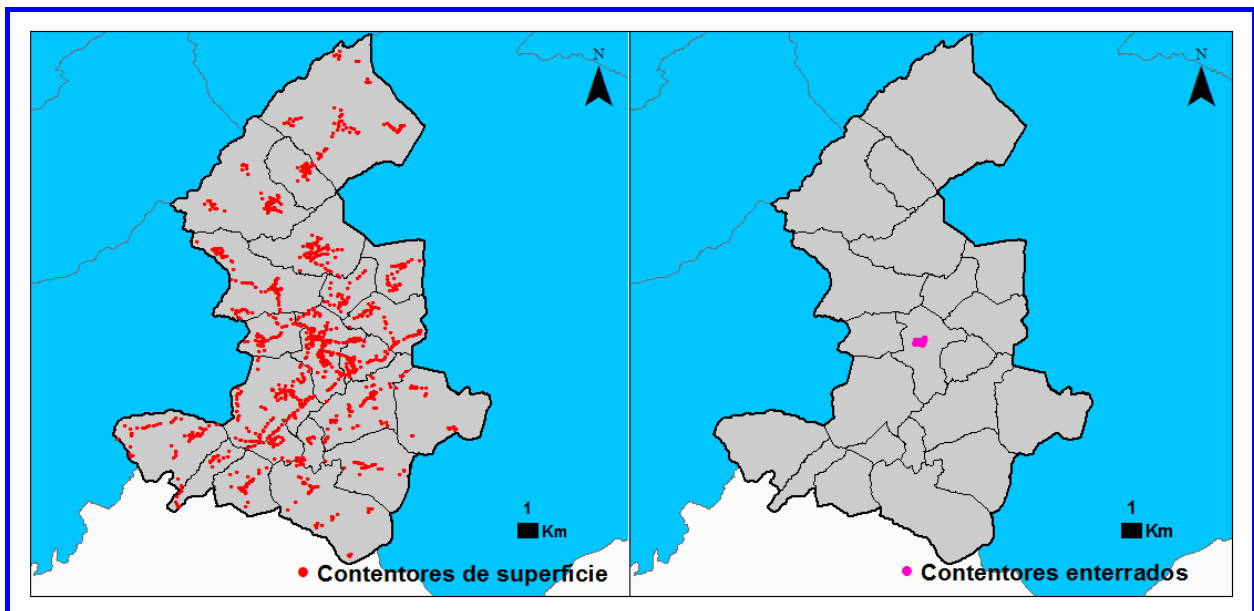 N
1
Km
Contentores de superficie
N
1
Km
Contentores enterrados